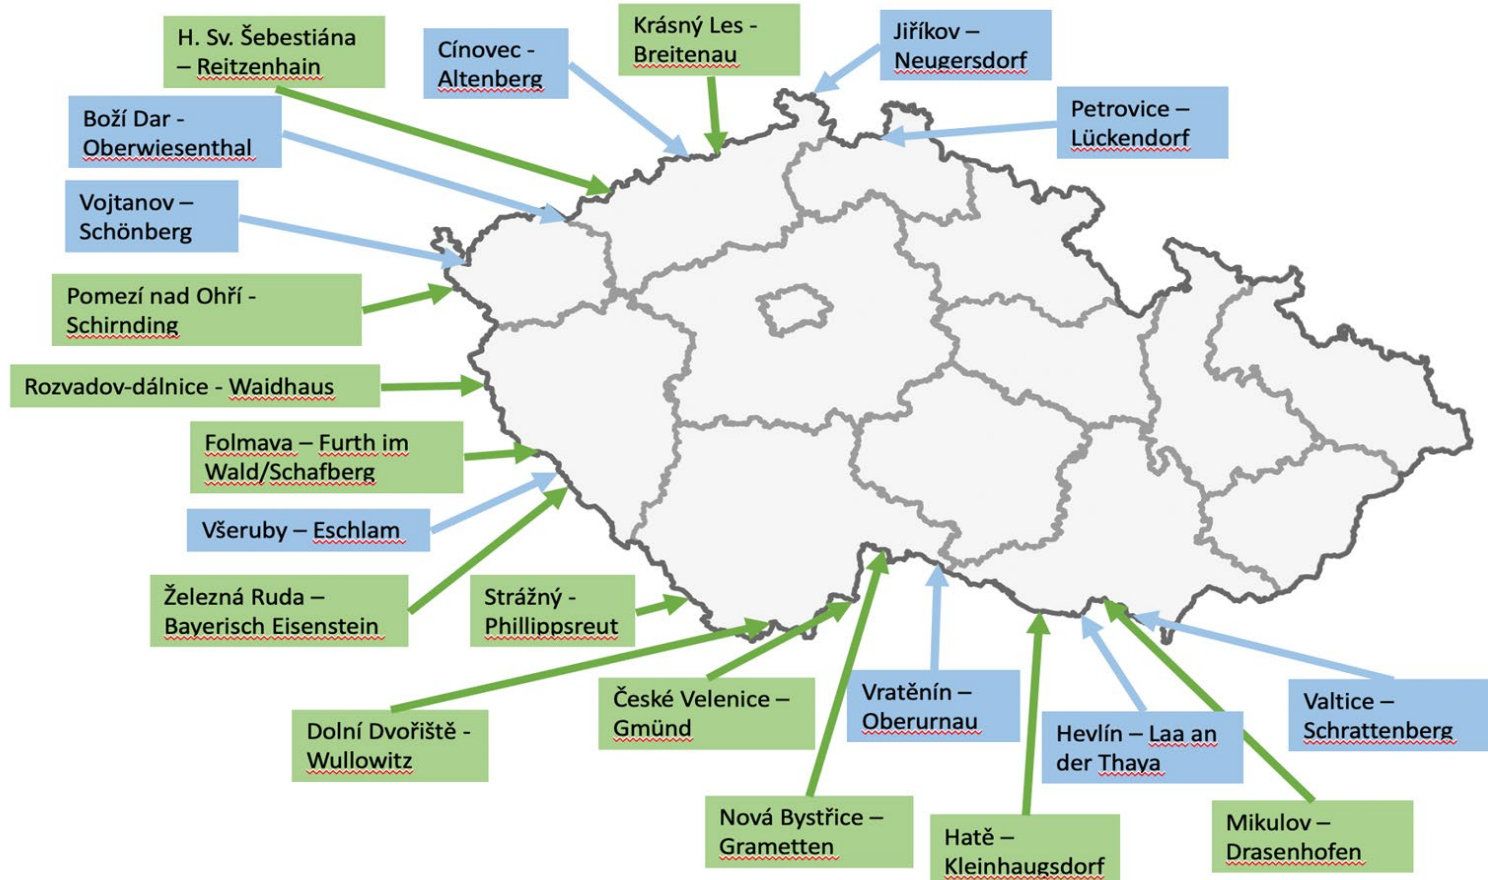 H. Sv. Šebestiána
– Reitzenhain
Cínovec -
Altenberg
Krásný Les -
Breitenau
Jiříkov –
Neugersdorf
Boží Dar -
Oberwiesenthal
Petrovice –
Lückendorf
Vojtanov –
Schönberg
Pomezí nad Ohří -
Schirnding
Rozvadov-dálnice - Waidhaus
Folmava – Furth im
Wald/Schafberg
Všeruby – Eschlam
Železná Ruda –
Bayerisch Eisenstein
Strážný -
Phillippsreut
Dolní Dvořiště -
Wullowitz
České Velenice –
Gmünd
Vratěnín –
Oberurnau
Hevlín – Laa an
der Thaya
Valtice –
Schrattenberg
Nová Bystřice –
Grametten
Hatě –
Kleinhaugsdorf
Mikulov –
Drasenhofen